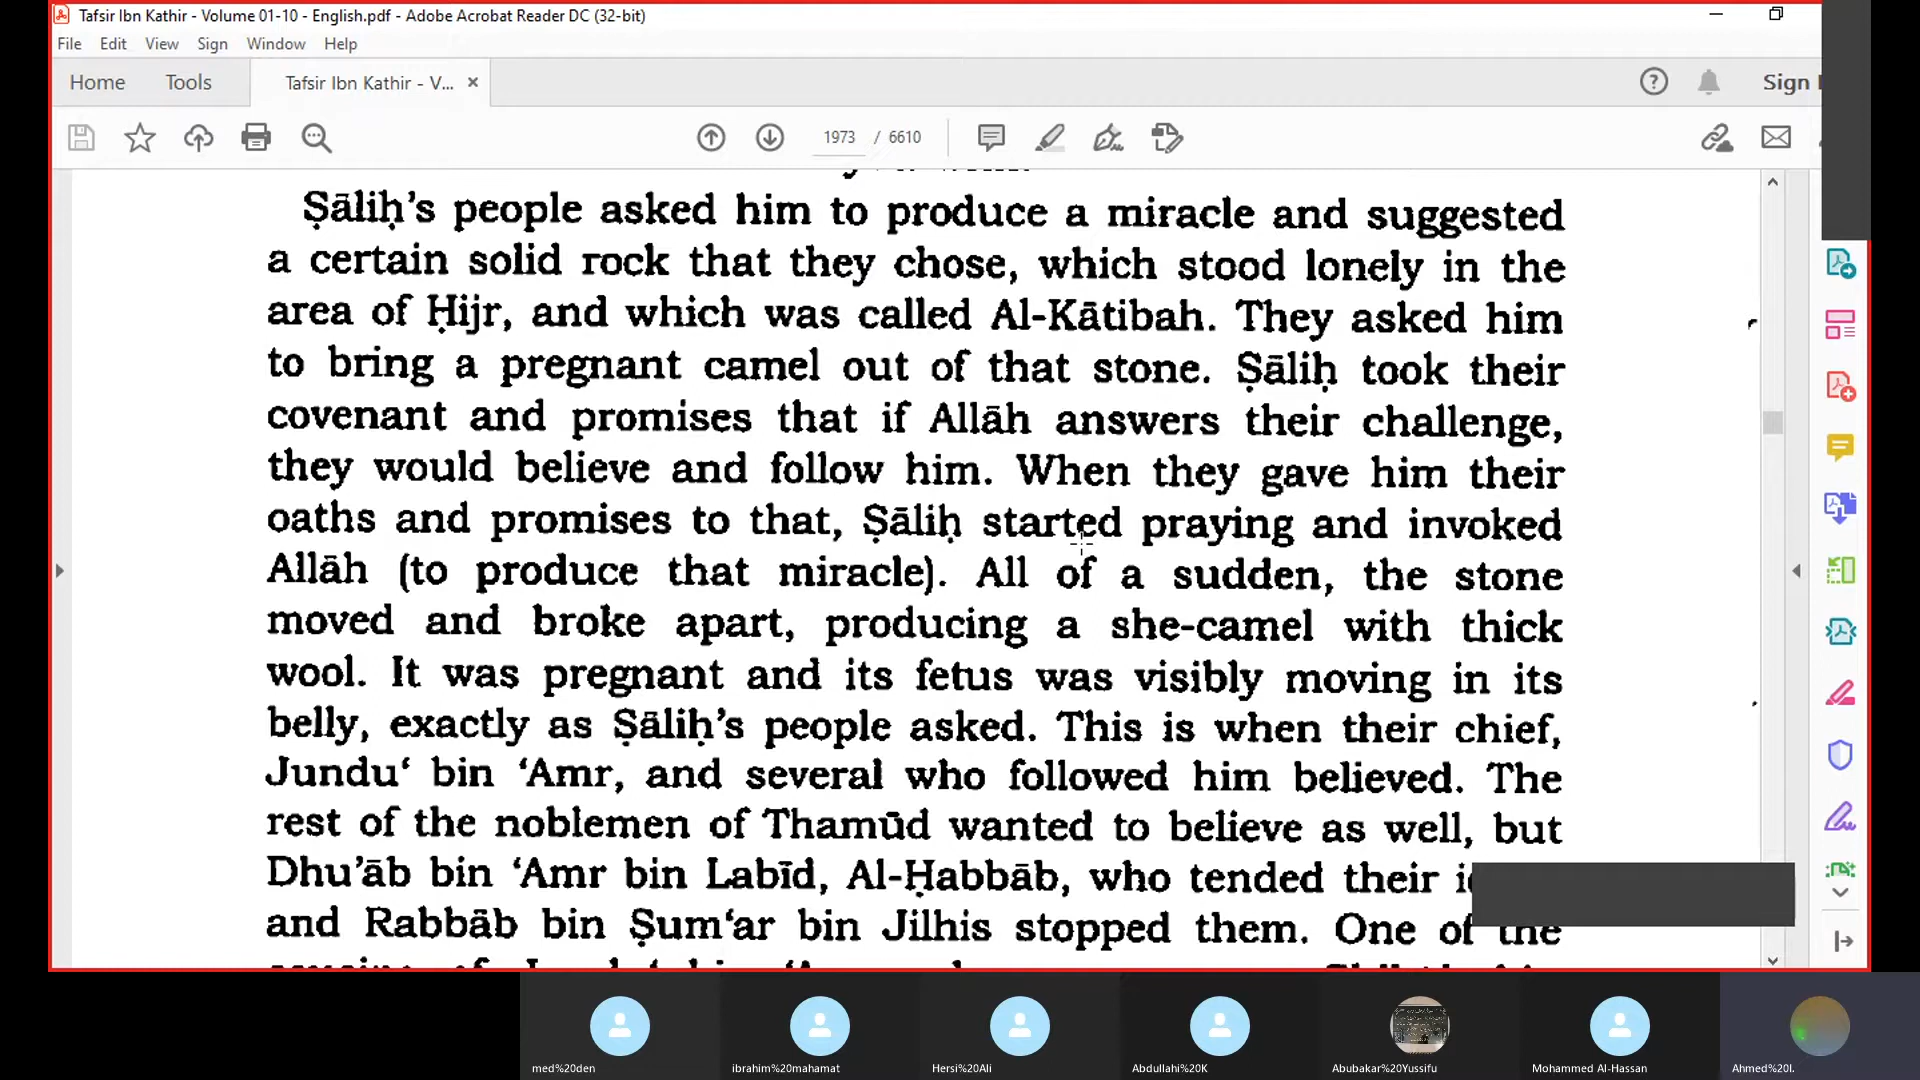 Tafsir Ibn Kathir - Volume 01-10 - English.pdf - Adobe Acrobat Reader DC (32-bit)
File Edit View Sign Window Help
Home Tools Tafsir Ibn Kathir - V... × Sign
1973 / 6610
Ṣāliḥ’s people asked him to produce a miracle and suggested
a certain solid rock that they chose, which stood lonely in the
area of Ḥijr, and which was called Al-Kātibah. They asked him
to bring a pregnant camel out of that stone. Ṣāliḥ took their
covenant and promises that if Allāh answers their challenge,
they would believe and follow him. When they gave him their
oaths and promises to that, Ṣāliḥ started praying and invoked
Allāh (to produce that miracle). All of a sudden, the stone
moved and broke apart, producing a she-camel with thick
wool. It was pregnant and its fetus was visibly moving in its
belly, exactly as Ṣāliḥ’s people asked. This is when their chief,
Jundu‘ bin ‘Amr, and several who followed him believed. The
rest of the noblemen of Thamūd wanted to believe as well, but
Dhu’āb bin ‘Amr bin Labīd, Al-Ḥabbāb, who tended their
and Rabbāb bin Ṣum‘ar bin Jilhis stopped them. One of the
med%20den ibrahim%20mahamat Hersi%20Ali Abdullahi%20K Abubakar%20Yussifu Mohammed Al-Hassan Ahmed%20I.